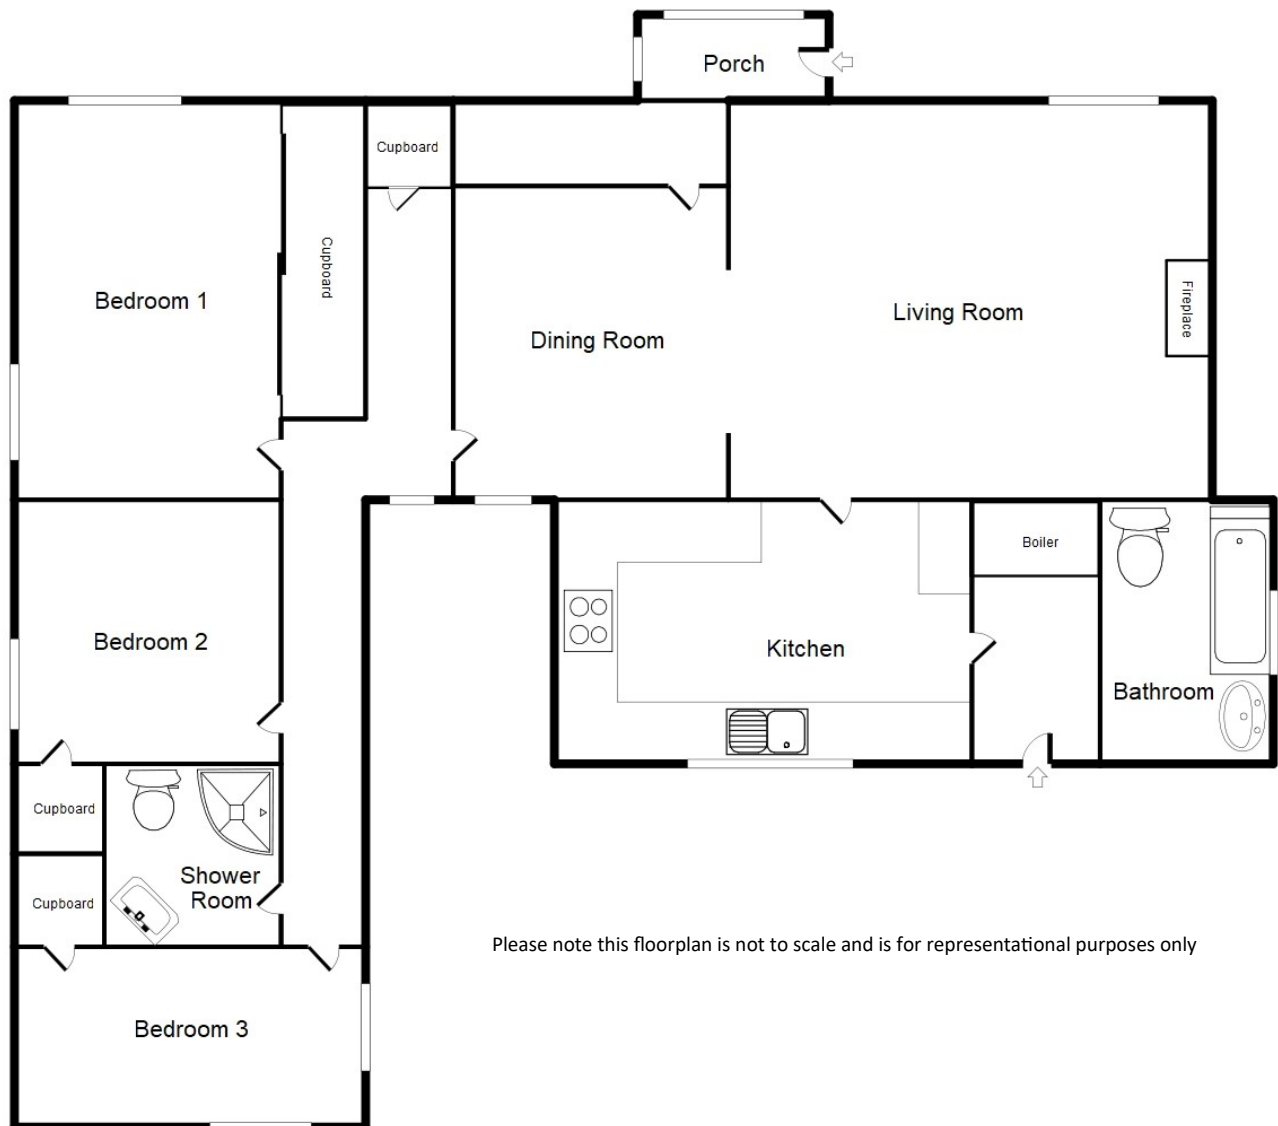 Porch
Cupboard
Cupboard
Bedroom 1
Dining Room
Living Room
Fireplace
Bedroom 2
Kitchen
Boiler
Bathroom
Cupboard
Shower
Room
Cupboard
Please note this floorplan is not to scale and is for representational purposes only
Bedroom 3